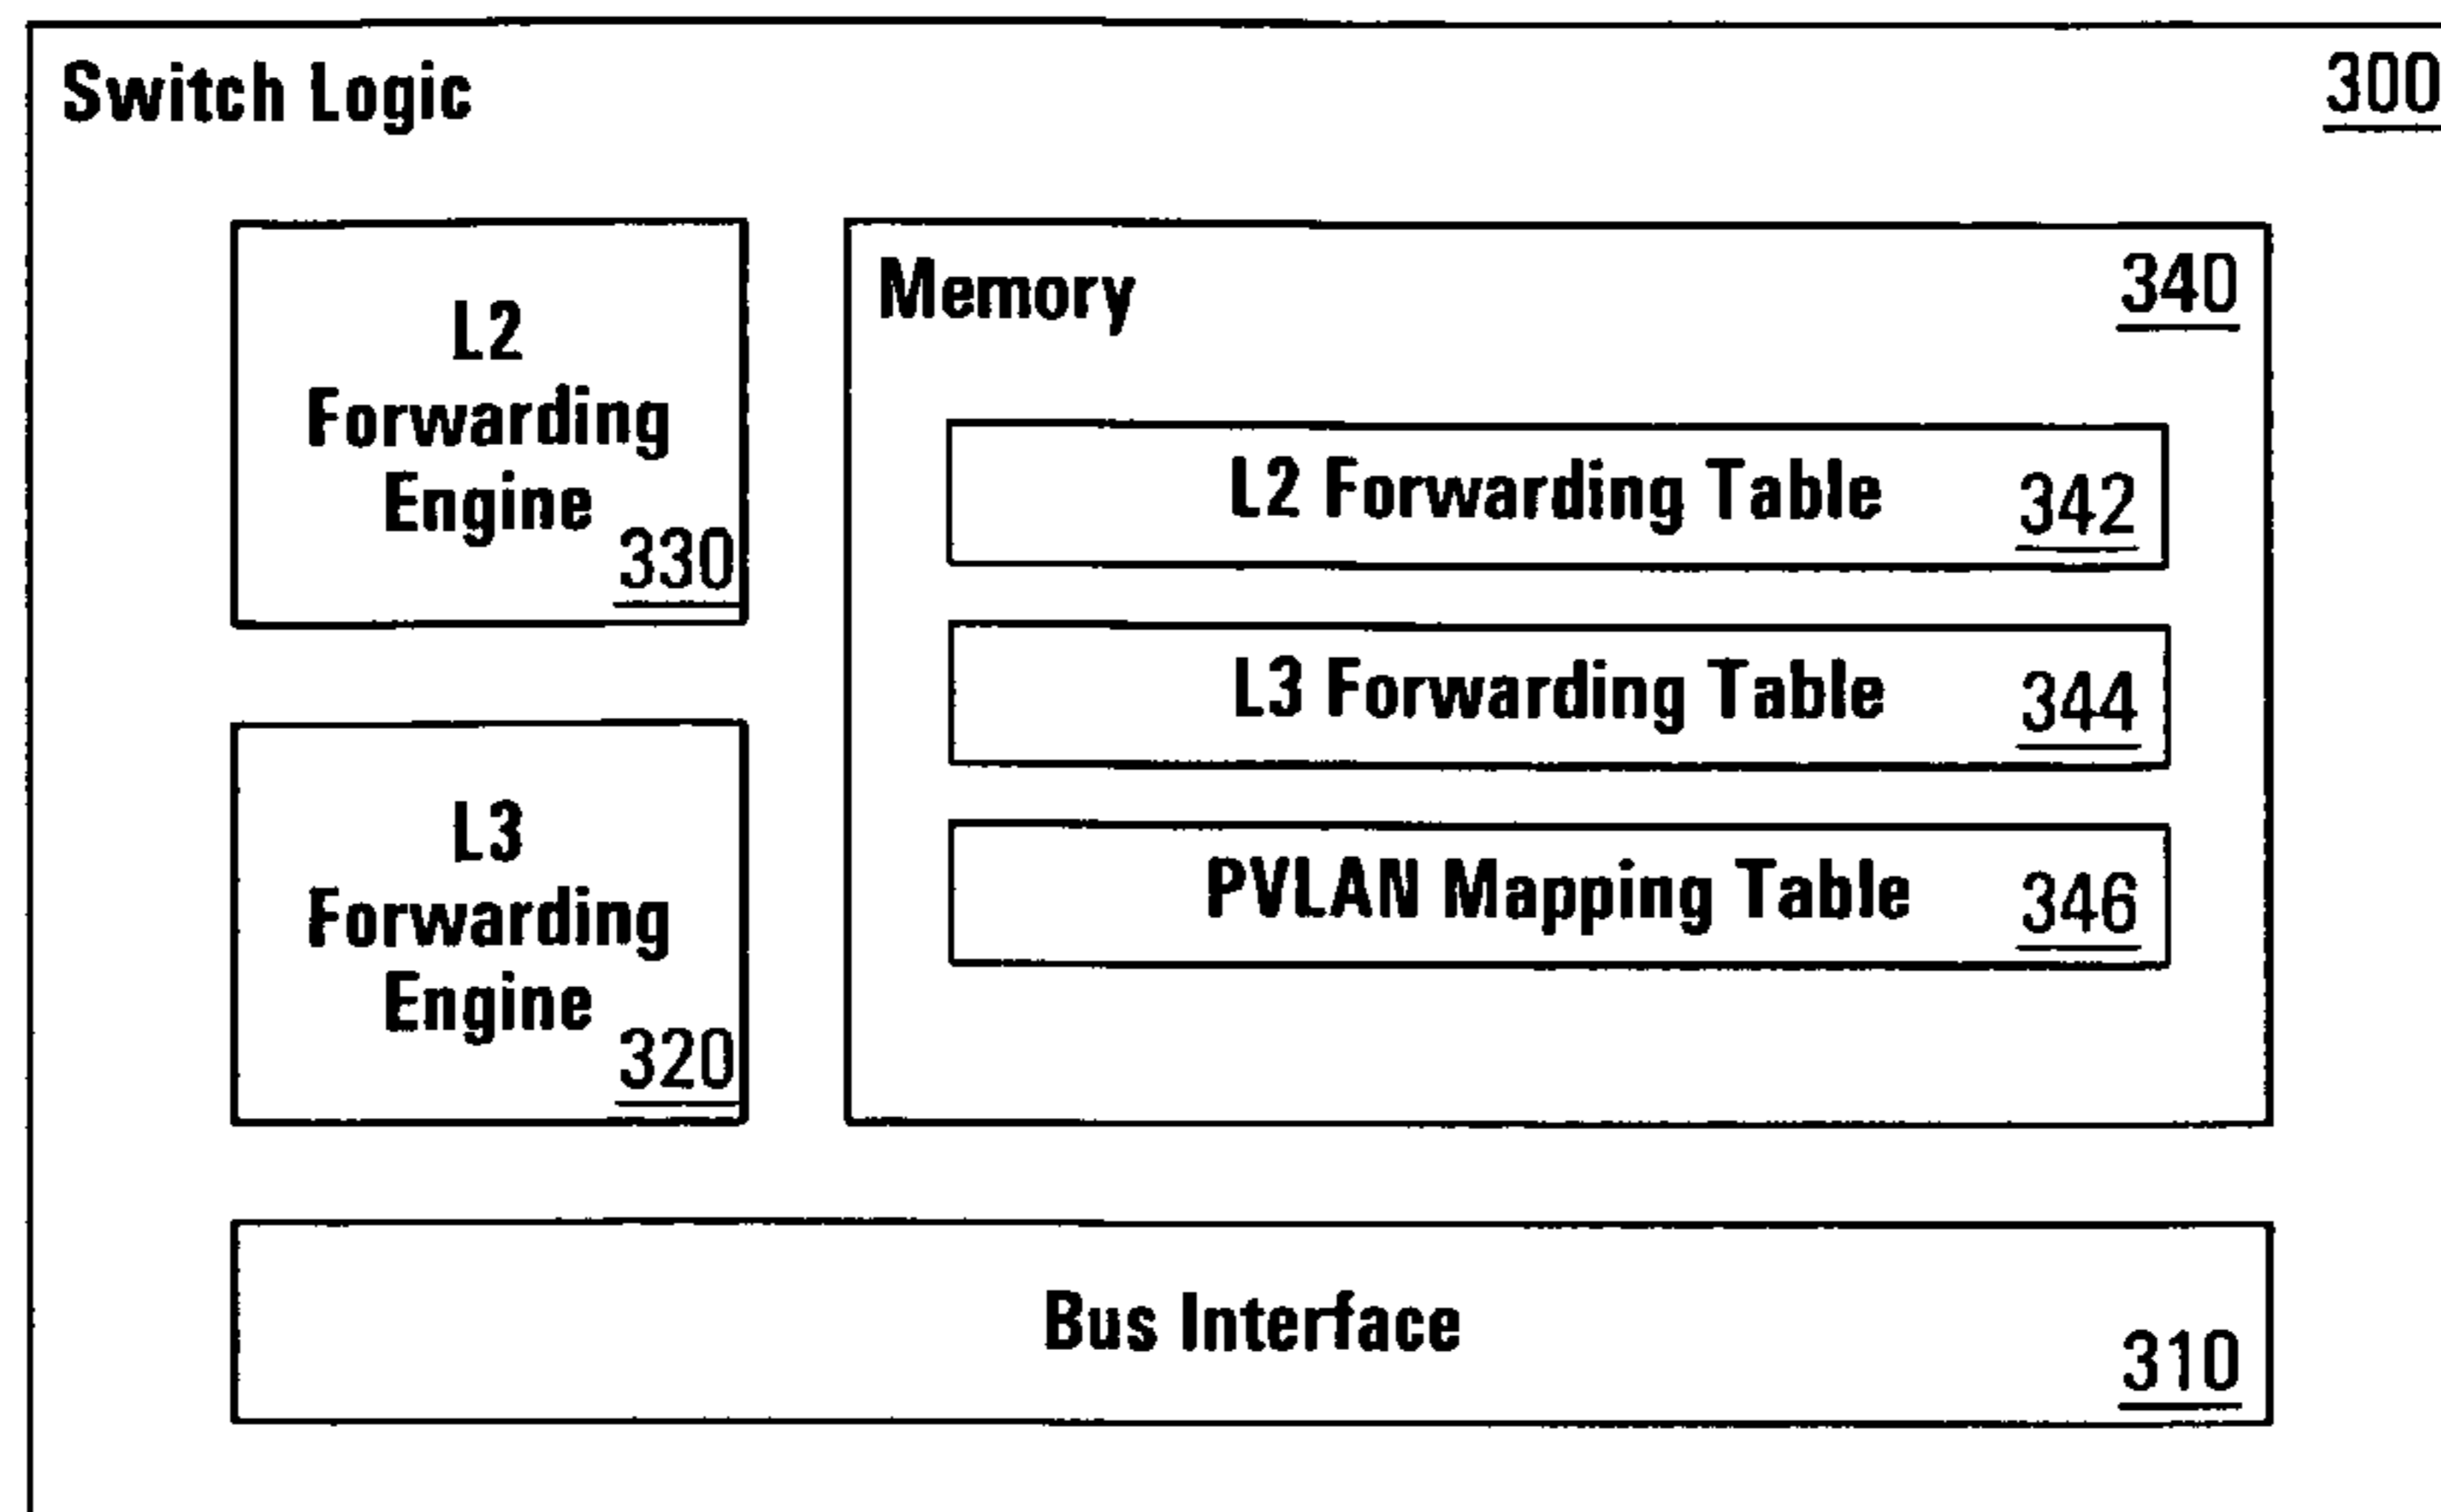 Switch Logic 300
L2
Forwarding
Engine
330
Memory 340
L2 Forwarding Table 342
L3 Forwarding Table 344
PVLAN Mapping Table 346
L3
Forwarding
Engine
320
Bus Interface 310